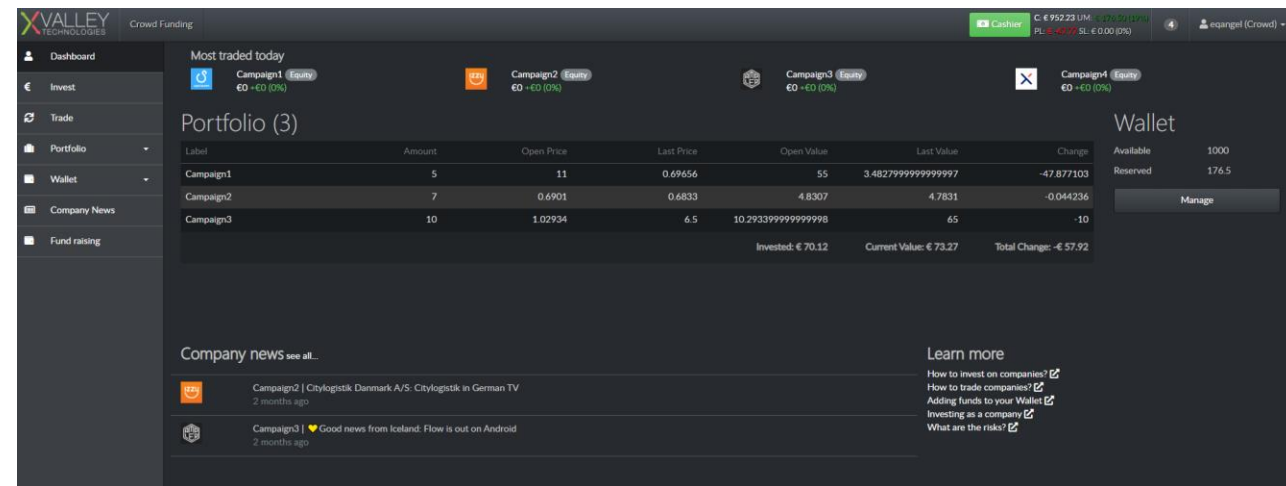 XVALLEY TECHNOLOGIES
Crowd Funding
Cashier
C: € 952.23 UM:
PL: SL: € 0.00 (0%)
4
eqangel (Crowd)
Dashboard
Invest
Trade
Portfolio
Wallet
Company News
Fund raising
Most traded today
Campaign1 Equity
€0 +€0 (0%)
Campaign2 Equity
€0 +€0 (0%)
Campaign3 Equity
€0 +€0 (0%)
Campaign4 Equity
€0 +€0 (0%)
Portfolio (3)
Label Amount Open Price Last Price Open Value Last Value Change
Campaign1 5 11 0.69656 55 3.4827999999999997 -47.877103
Campaign2 7 0.6901 0.6833 4.8307 4.7831 -0.044236
Campaign3 10 1.02934 6.5 10.293399999999998 65 -10
Invested: € 70.12 Current Value: € 73.27 Total Change: -€ 57.92
Wallet
Available 1000
Reserved 176.5
Manage
Company news see all...
izzy
Campaign2 | Citylogistik Danmark A/S: Citylogistik in German TV
2 months ago
Campaign3 | 💛 Good news from Iceland: Flow is out on Android
2 months ago
Learn more
How to invest on companies?
How to trade companies?
Adding funds to your Wallet
Investing as a company
What are the risks?